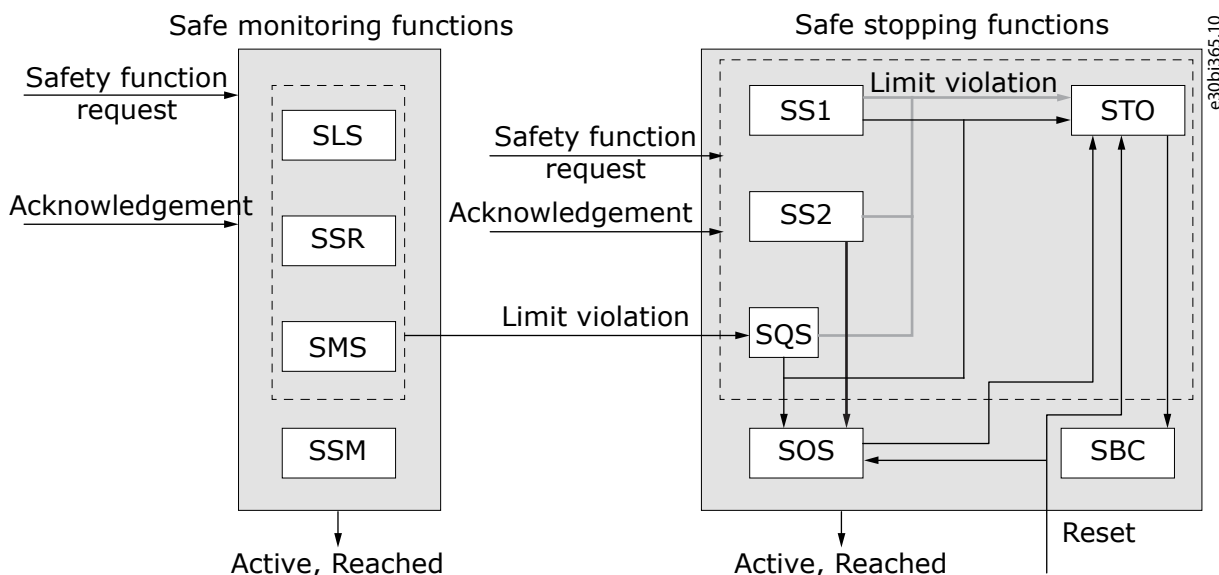 Safe monitoring functions
Safe stopping functions
e30bi365.10
Safety function
request
SLS
Acknowledgement
SSR
SMS
SSM
Active, Reached
Limit violation
Safety function
request
Acknowledgement
Limit violation
SS1
STO
SS2
SQS
SOS
SBC
Active, Reached
Reset